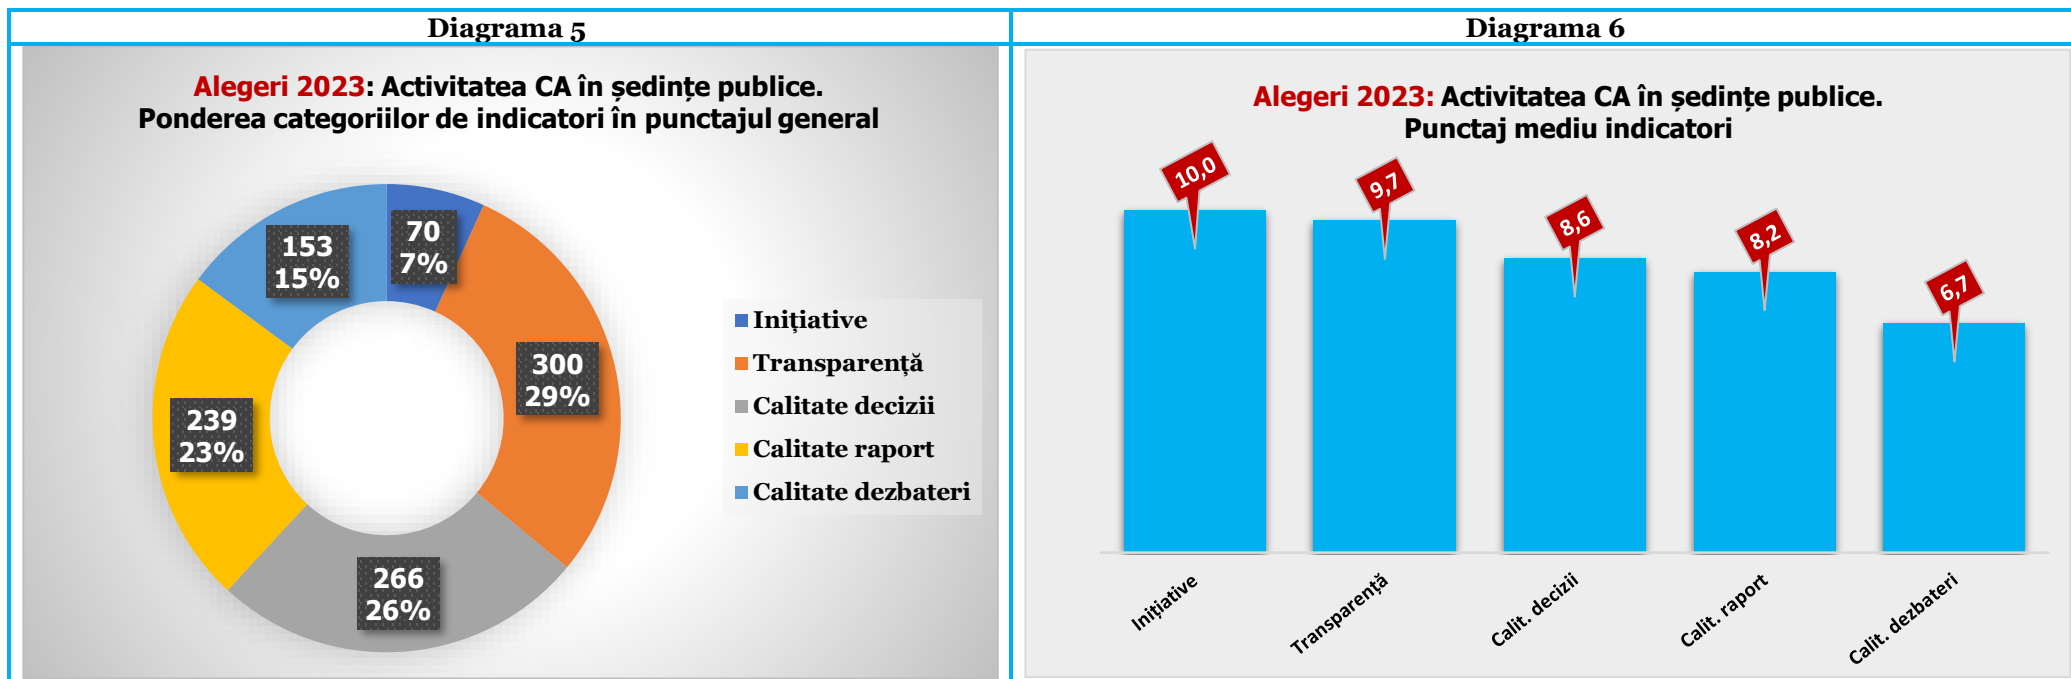 Diagrama 5
Alegeri 2023: Activitatea CA în ședințe publice.
Ponderea categoriilor de indicatori în punctajul general
70
7%
300
29%
266
26%
239
23%
153
15%
Inițiative
Transparență
Calitate decizii
Calitate raport
Calitate dezbateri
Diagrama 6
Alegeri 2023: Activitatea CA în ședințe publice.
Punctaj mediu indicatori
10,0
9,7
8,6
8,2
6,7
Inițiative
Transparență
Calit. decizii
Calit. raport
Calit. dezbateri